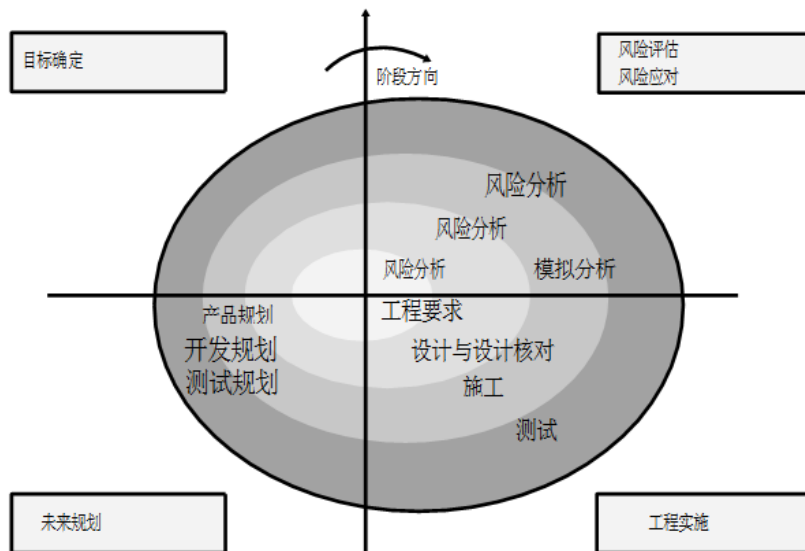 目标确定
风险评估
风险应对
阶段方向
风险分析
风险分析
风险分析
模拟分析
产品规划
工程要求
开发规划
设计与设计核对
测试规划
施工
测试
未来规划
工程实施